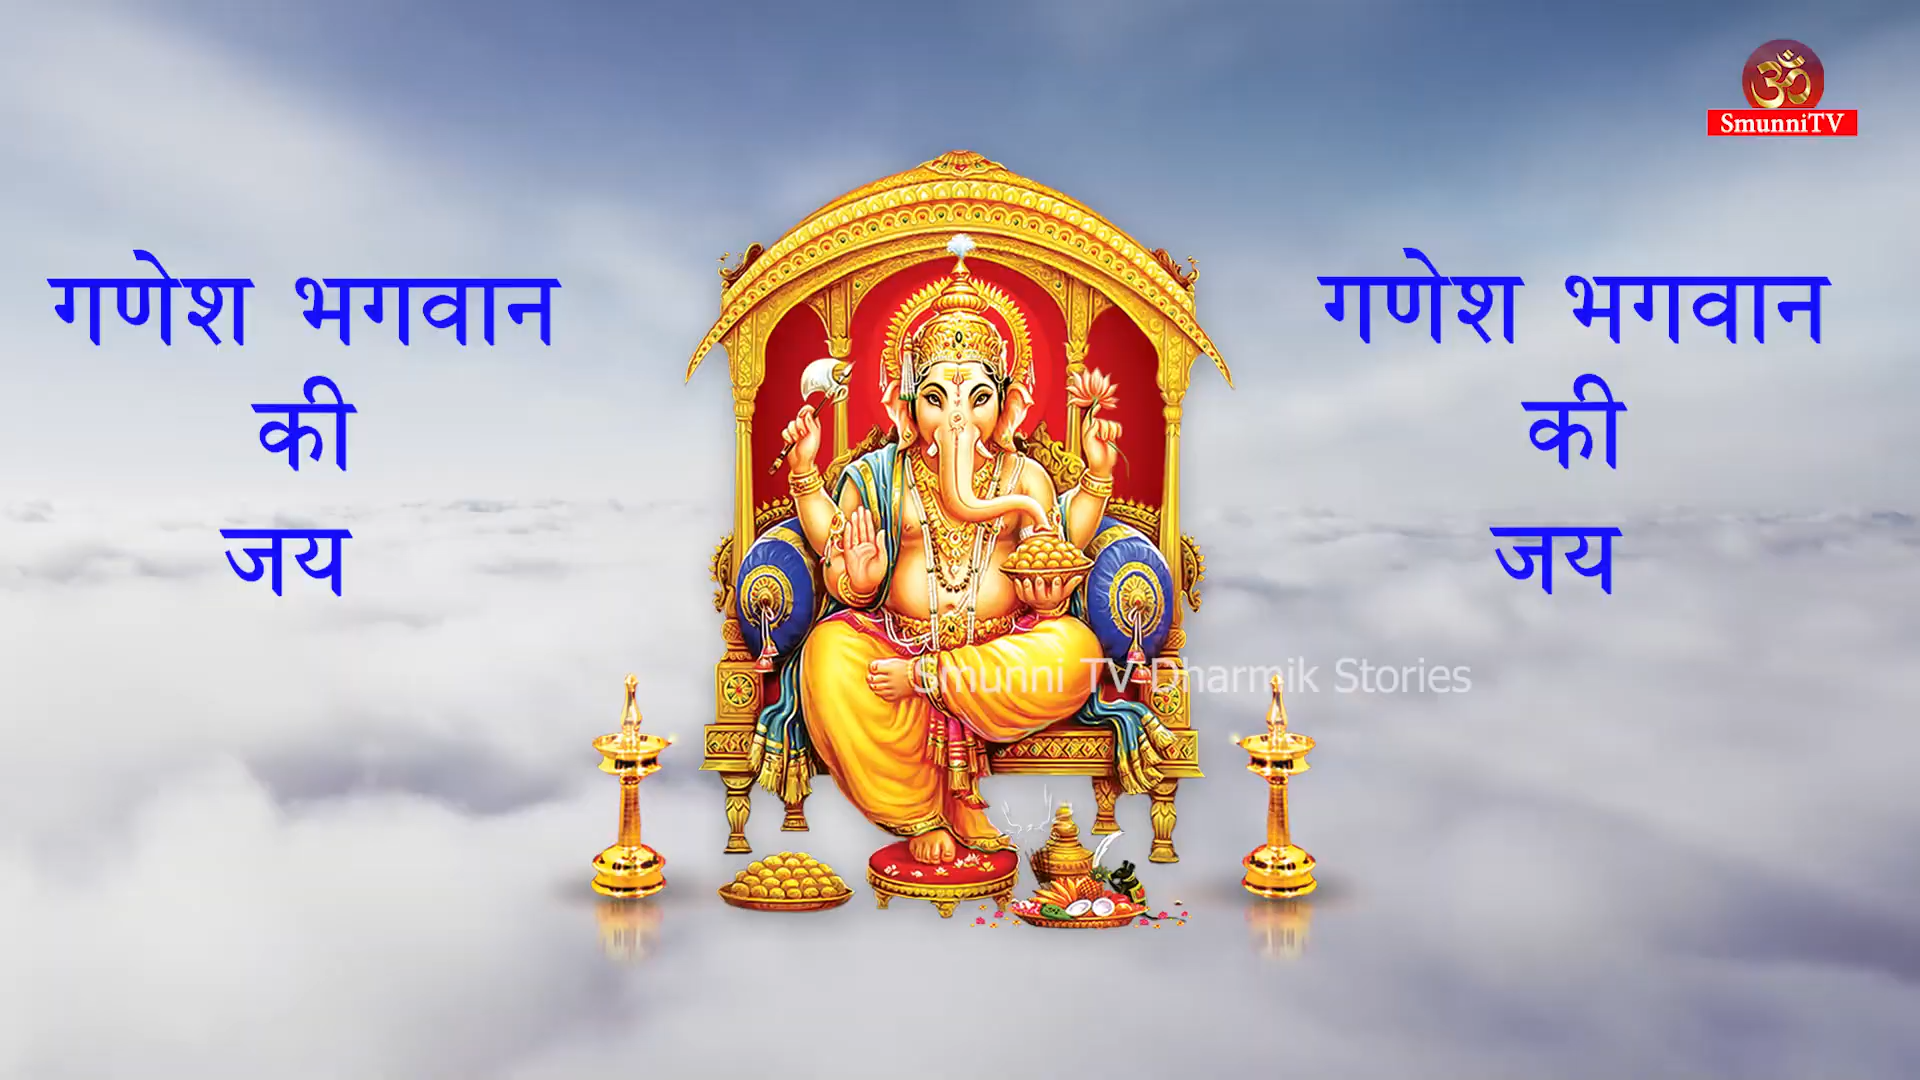 ॐ
SmunniTV
गणेश भगवान
की
जय
गणेश भगवान
की
जय
Smunni TV-Dharmik Stories